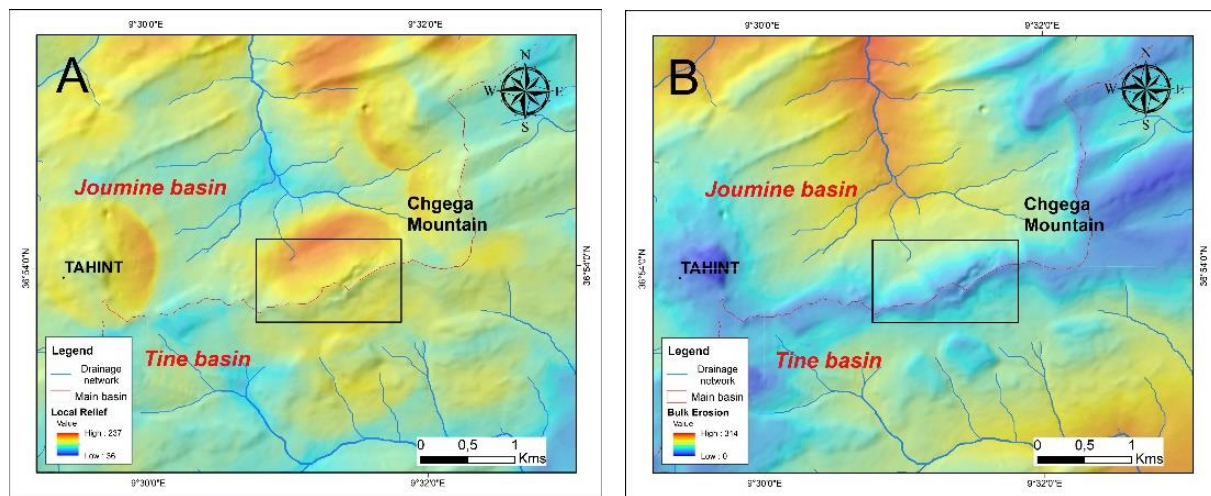 9°30'0"E
9°32'0"E
A
N
W
E
S
Joumine basin
Chgega
Mountain
36°54'0"N
36°54'0"N
TAHINT
Tine basin
Legend
Drainage
network
Main basin
Local Relief
Value
High : 237
Low : 36
0 0,5 1
Kms
9°30'0"E
9°32'0"E
9°30'0"E
9°32'0"E
B
N
W
E
S
Joumine basin
Chgega
Mountain
36°54'0"N
36°54'0"N
TAHINT
Tine basin
Legend
Drainage
network
Main basin
Bulk Erosion
Value
High : 314
Low : 0
0 0,5 1
Kms
9°30'0"E
9°32'0"E